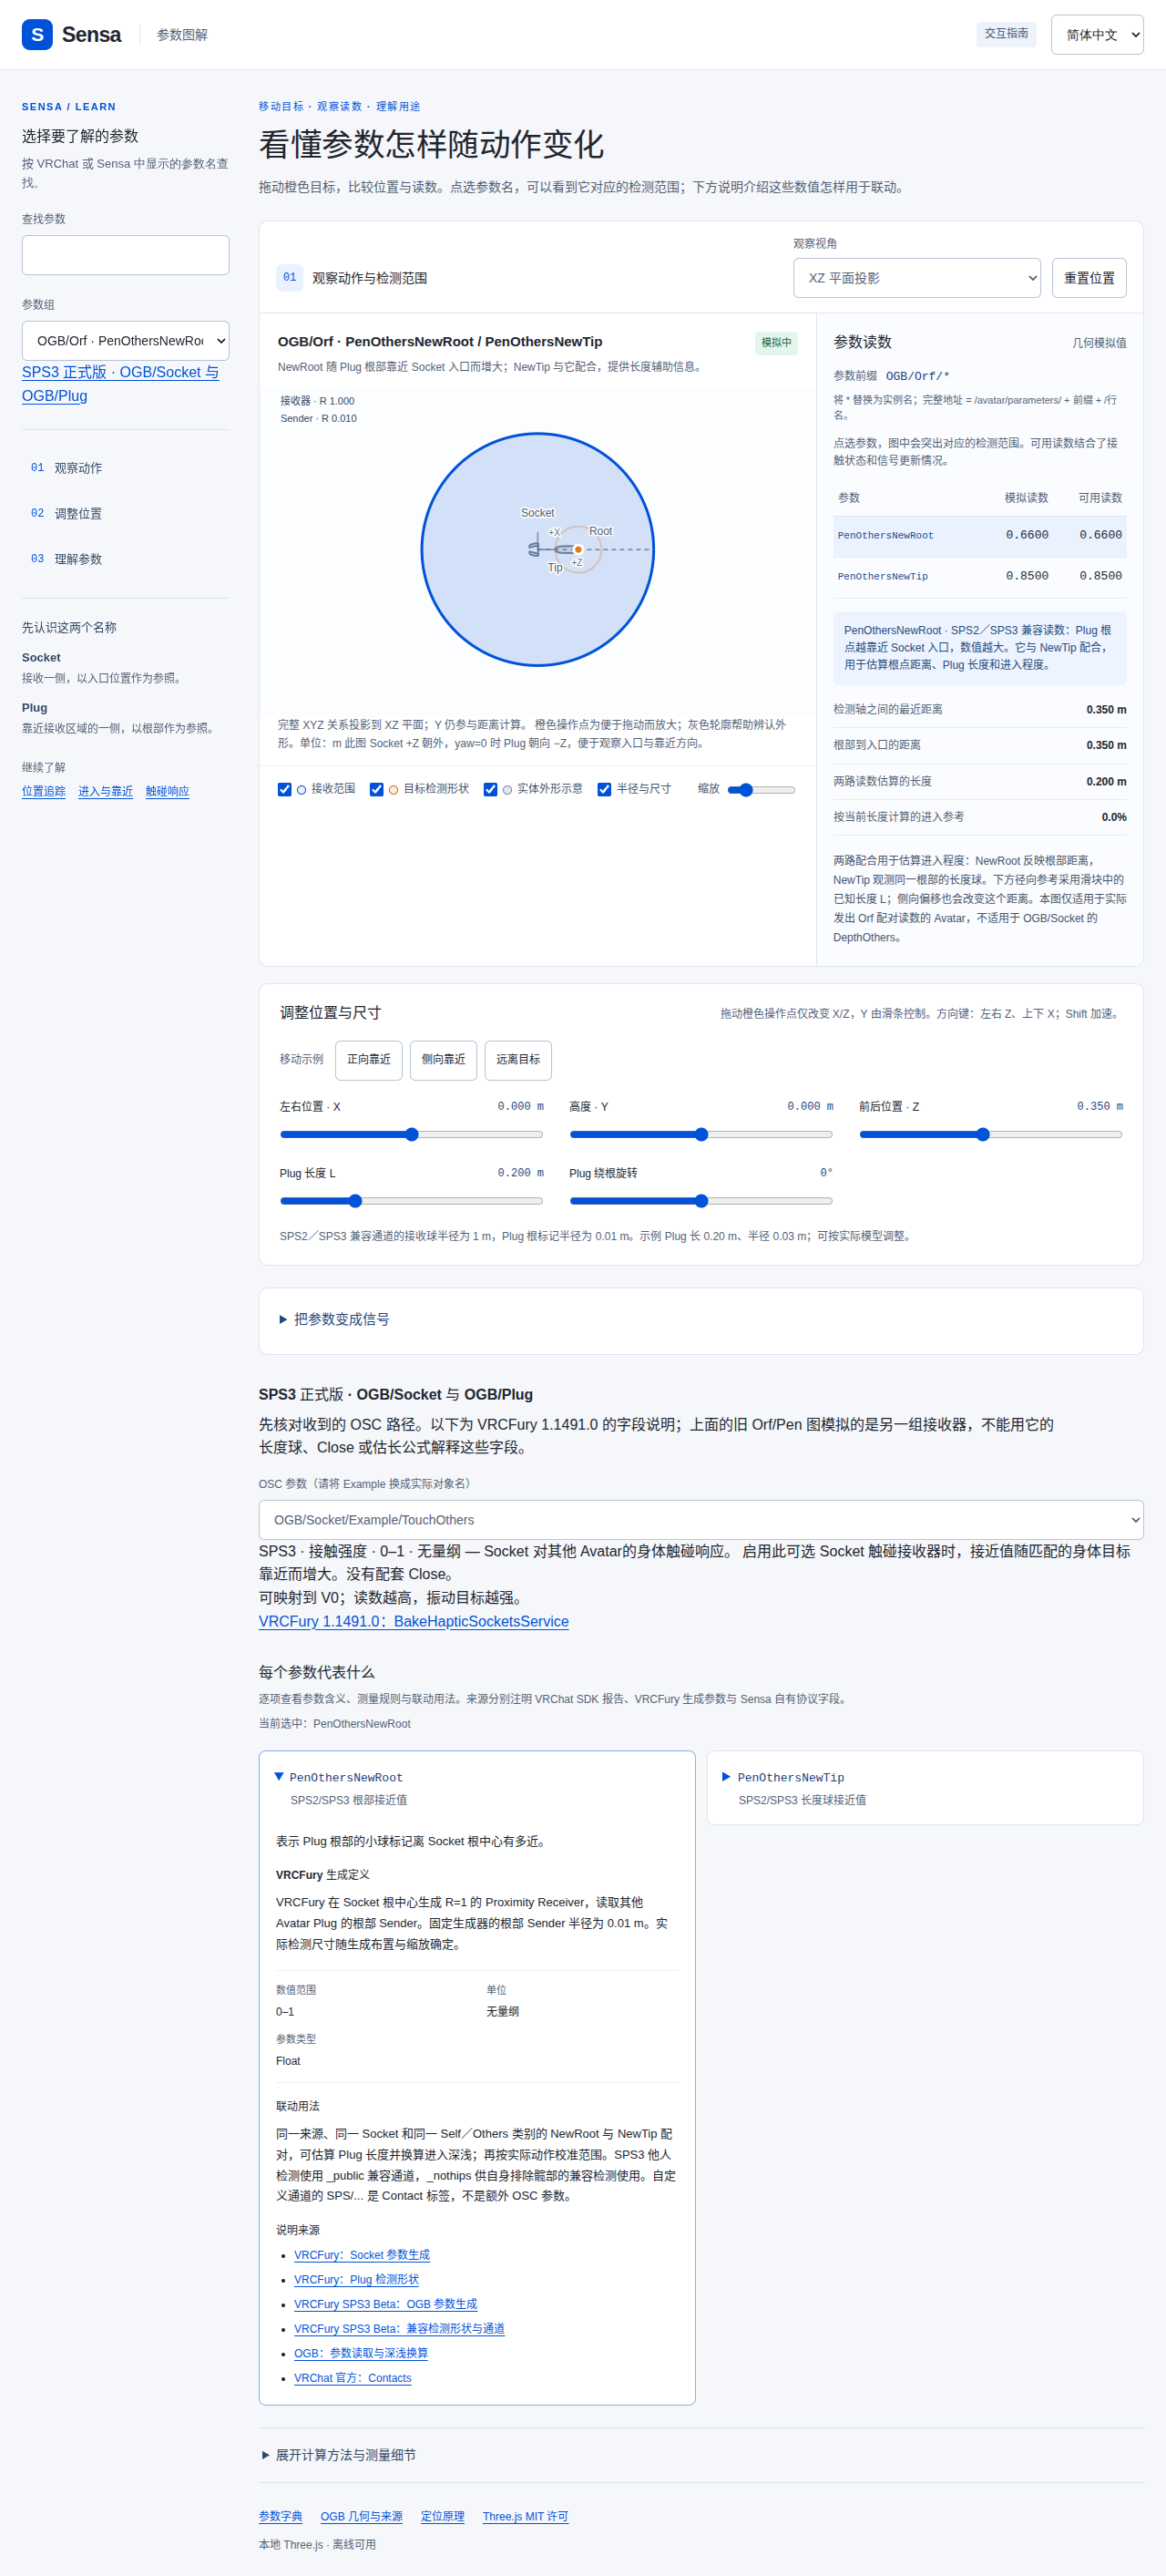 S Sensa 参数图解
交互指南 简体中文
SENSA / LEARN
选择要了解的参数
按 VRChat 或 Sensa 中显示的参数名查
找。
查找参数
参数组
OGB/Orf · PenOthersNewRoo
SPS3 正式版 · OGB/Socket 与
OGB/Plug
01 观察动作
02 调整位置
03 理解参数
先认识这两个名称
Socket
接收一侧，以入口位置作为参照。
Plug
靠近接收区域的一侧，以根部作为参照。
继续了解
位置追踪 进入与靠近 触碰响应
移动目标 · 观察读数 · 理解用途
看懂参数怎样随动作变化
拖动橙色目标，比较位置与读数。点选参数名，可以看到它对应的检测范围；下方说明介绍这些数值怎样用于联动。
01 观察动作与检测范围
观察视角
XZ 平面投影 重置位置
OGB/Orf · PenOthersNewRoot / PenOthersNewTip 模拟中
NewRoot 随 Plug 根部靠近 Socket 入口而增大；NewTip 与它配合，提供长度辅助信息。
接收器 · R 1.000
Sender · R 0.010
Socket
+X Root
Tip +Z
完整 XYZ 关系投影到 XZ 平面；Y 仍参与距离计算。 橙色操作点为便于拖动而放大；灰色轮廓帮助辨认外
形。单位：m 此图 Socket +Z 朝外，yaw=0 时 Plug 朝向 −Z，便于观察入口与靠近方向。
接收范围 目标检测形状 实体外形示意 半径与尺寸 缩放
参数读数 几何模拟值
参数前缀 OGB/Orf/*
将 * 替换为实例名；完整地址 = /avatar/parameters/ + 前缀 + /行
名。
点选参数，图中会突出对应的检测范围。可用读数结合了接
触状态和信号更新情况。
参数 模拟读数 可用读数
PenOthersNewRoot 0.6600 0.6600
PenOthersNewTip 0.8500 0.8500
PenOthersNewRoot · SPS2／SPS3 兼容读数：Plug 根
点越靠近 Socket 入口，数值越大。它与 NewTip 配合，
用于估算根点距离、Plug 长度和进入程度。
检测轴之间的最近距离 0.350 m
根部到入口的距离 0.350 m
两路读数估算的长度 0.200 m
按当前长度计算的进入参考 0.0%
两路配合用于估算进入程度：NewRoot 反映根部距离，
NewTip 观测同一根部的长度球。下方径向参考采用滑块中的
已知长度 L；侧向偏移也会改变这个距离。本图仅适用于实际
发出 Orf 配对读数的 Avatar，不适用于 OGB/Socket 的
DepthOthers。
调整位置与尺寸 拖动橙色操作点仅改变 X/Z，Y 由滑条控制。方向键：左右 Z、上下 X；Shift 加速。
移动示例 正向靠近 侧向靠近 远离目标
左右位置 · X 0.000 m 高度 · Y 0.000 m 前后位置 · Z 0.350 m
Plug 长度 L 0.200 m Plug 绕根旋转 0°
SPS2／SPS3 兼容通道的接收球半径为 1 m，Plug 根标记半径为 0.01 m。示例 Plug 长 0.20 m、半径 0.03 m；可按实际模型调整。
把参数变成信号
SPS3 正式版 · OGB/Socket 与 OGB/Plug
先核对收到的 OSC 路径。以下为 VRCFury 1.1491.0 的字段说明；上面的旧 Orf/Pen 图模拟的是另一组接收器，不能用它的
长度球、Close 或估长公式解释这些字段。
OSC 参数（请将 Example 换成实际对象名）
OGB/Socket/Example/TouchOthers
SPS3 · 接触强度 · 0–1 · 无量纲 — Socket 对其他 Avatar的身体触碰响应。 启用此可选 Socket 触碰接收器时，接近值随匹配的身体目标
靠近而增大。没有配套 Close。
可映射到 V0；读数越高，振动目标越强。
VRCFury 1.1491.0：BakeHapticSocketsService
每个参数代表什么
逐项查看参数含义、测量规则与联动用法。来源分别注明 VRChat SDK 报告、VRCFury 生成参数与 Sensa 自有协议字段。
当前选中：PenOthersNewRoot
PenOthersNewRoot
SPS2/SPS3 根部接近值
表示 Plug 根部的小球标记离 Socket 根中心有多近。
VRCFury 生成定义
VRCFury 在 Socket 根中心生成 R=1 的 Proximity Receiver，读取其他
Avatar Plug 的根部 Sender。固定生成器的根部 Sender 半径为 0.01 m。实
际检测尺寸随生成布置与缩放确定。
数值范围 单位
0–1 无量纲
参数类型
Float
联动用法
同一来源、同一 Socket 和同一 Self／Others 类别的 NewRoot 与 NewTip 配
对，可估算 Plug 长度并换算进入深浅；再按实际动作校准范围。SPS3 他人
检测使用 _public 兼容通道，_nothips 供自身排除髋部的兼容检测使用。自定
义通道的 SPS/... 是 Contact 标签，不是额外 OSC 参数。
说明来源
VRCFury：Socket 参数生成
VRCFury：Plug 检测形状
VRCFury SPS3 Beta：OGB 参数生成
VRCFury SPS3 Beta：兼容检测形状与通道
OGB：参数读取与深浅换算
VRChat 官方：Contacts
PenOthersNewTip
SPS2/SPS3 长度球接近值
展开计算方法与测量细节
参数字典 OGB 几何与来源 定位原理 Three.js MIT 许可
本地 Three.js · 离线可用